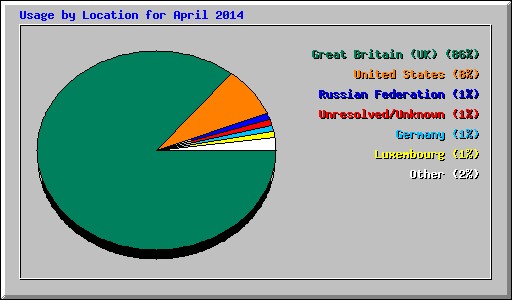 Usage by Location for April 2014
Great Britain (UK) (86%)
United States (8%)
Russian Federation (1%)
Unresolved/Unknown (1%)
Germany (1%)
Luxembourg (1%)
Other (2%)